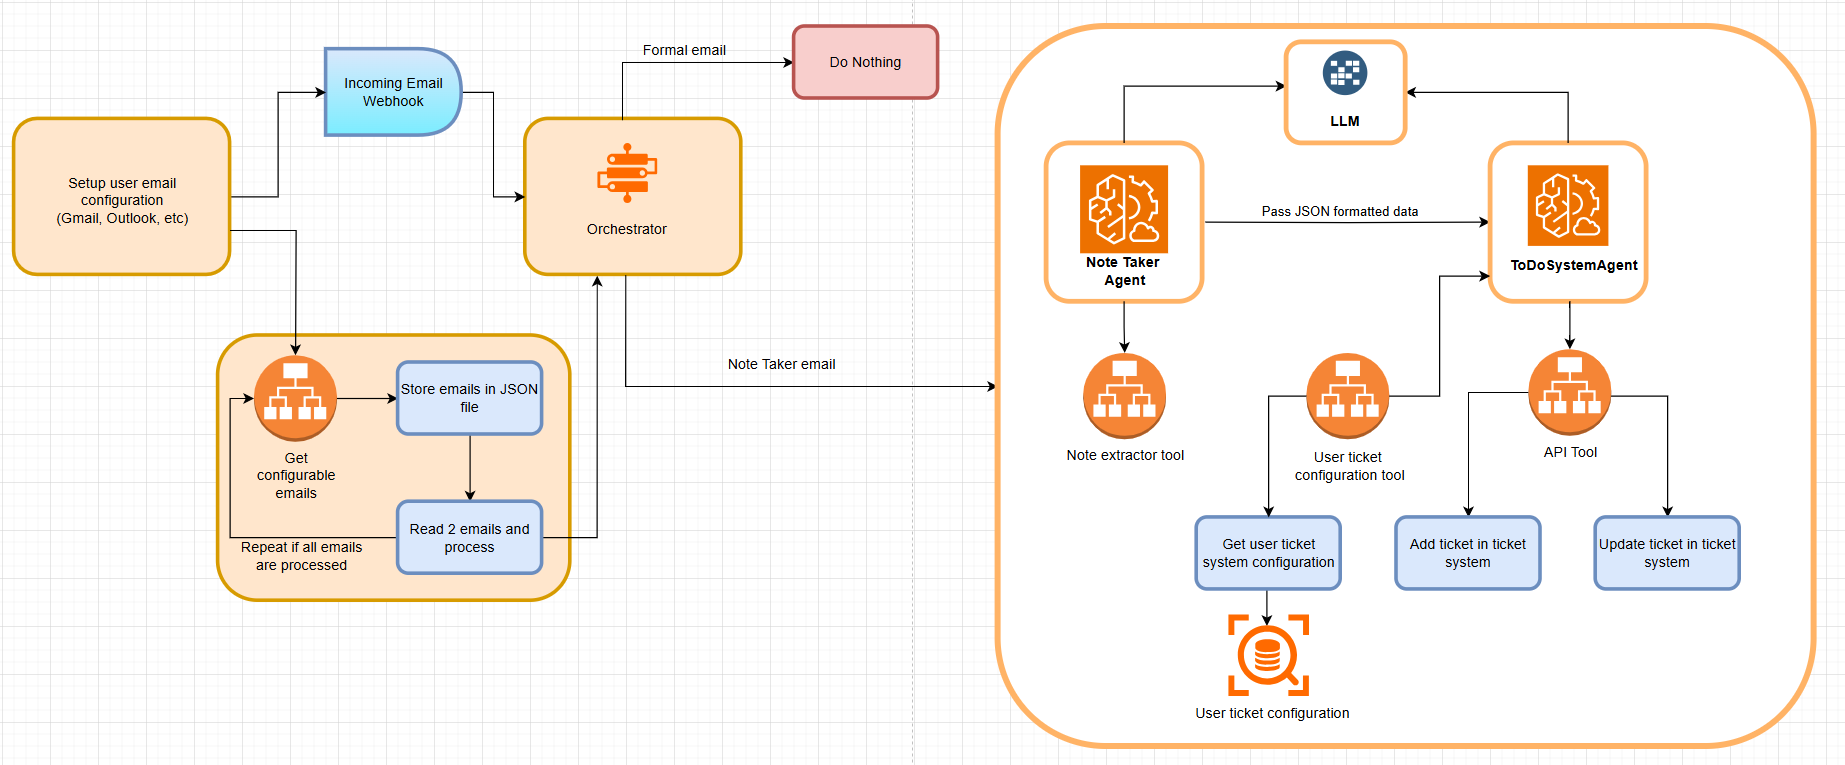 Setup user email
configuration
(Gmail, Outlook, etc)
Incoming Email
Webhook
Formal email
Do Nothing
Orchestrator
Note Taker email
Get
configurable
emails
Store emails in JSON
file
Read 2 emails and
process
Repeat if all emails
are processed
LLM
Note Taker
Agent
Pass JSON formatted data
ToDoSystemAgent
Note extractor tool
User ticket
configuration tool
API Tool
Get user ticket
system configuration
Add ticket in ticket
system
Update ticket in ticket
system
User ticket configuration